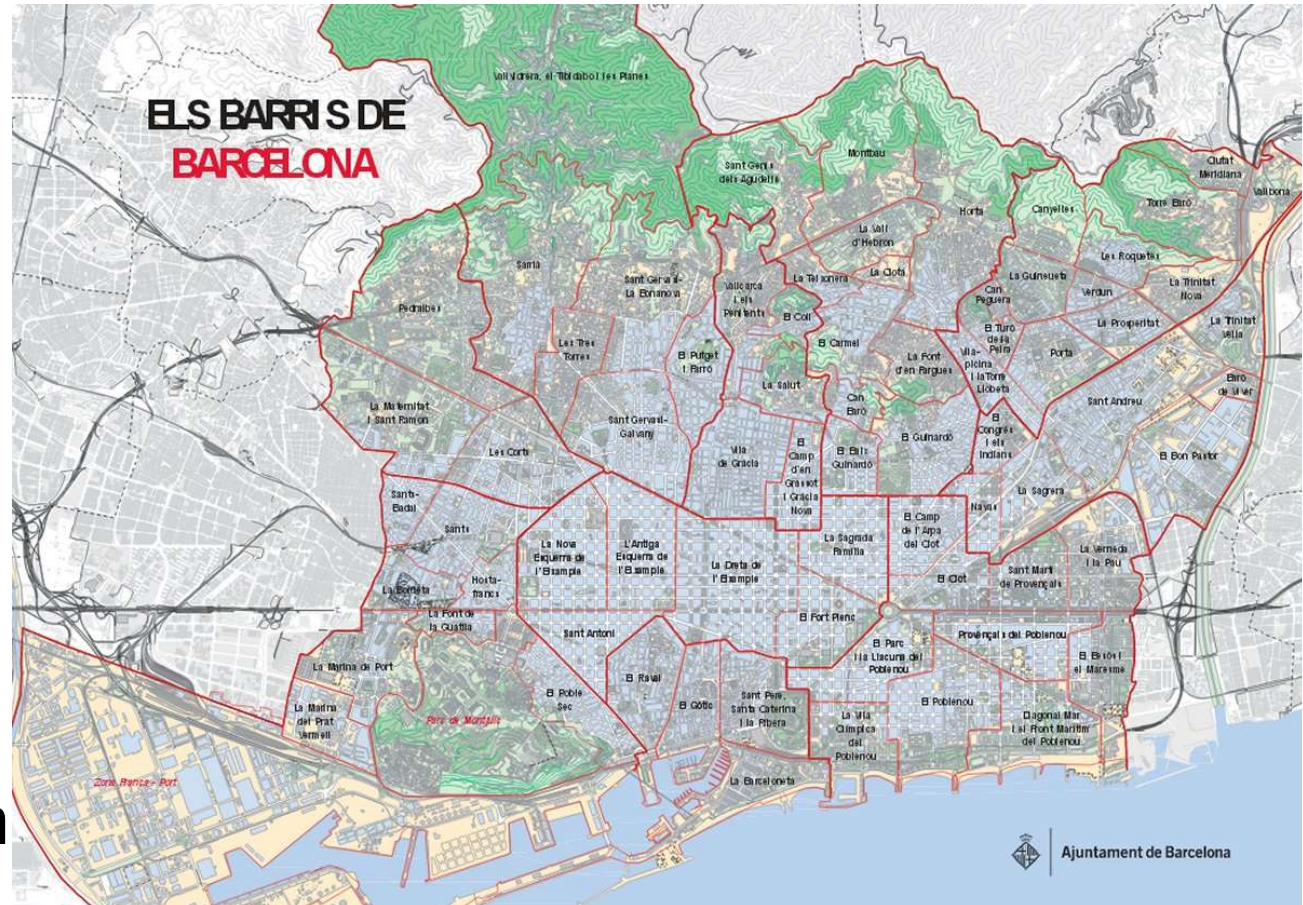 ELS BARRIS DE
BARCELONA
Vallvidrera, el Tibidabo i les Planes
Sant Genís
dels Agudells
Montbau
Ciutat
Meridiana
Vallbona
Torre Baró
Canyelles
Horta
La Vall
d'Hebron
Les Roquetes
Sarrià
Sant Gervasi-
La Bonanova
Vallcarca
i els
Penitents
La Teixonera
La Clota
La Guineueta
Can
Peguera
Verdun
La Trinitat
Nova
Pedralbes
El Coll
El Turó
de la
Peira
La Prosperitat
La Trinitat
Vella
Les Tres
Torres
El Putget
i Farró
El Carmel
La Font
d'en Fargues
Vila-
picina
i la Torre
Llobeta
Porta
La Salut
Can
Baró
Sant Andreu
Baró
de Viver
La Maternitat
i Sant Ramon
Sant Gervasi-
Galvany
El Guinardó
El
Congrés
i els
Indians
Les Corts
Vila
de Gràcia
El
Camp
d'en
Grassot
i Gràcia
Nova
El Baix
Guinardó
El Bon Pastor
Sants-
Badal
La Sagrera
Navas
Sants
La Nova
Esquerra de
l'Eixample
L'Antiga
Esquerra de
l'Eixample
La Dreta de
l'Eixample
La Sagrada
Família
El Camp
de l'Arpa
del Clot
La Verneda
i la Pau
Hosta-
francs
El Clot
Sant Martí
de Provençals
La Bordeta
La Font de
la Guatlla
Sant Antoni
El Fort Pienc
El Parc
i la Llacuna del
Poblenou
Provençals del Poblenou
La Marina de Port
El Raval
El Besòs i
el Maresme
La Marina
del Prat
Vermell
Parc de Montjuïc
El Poble
Sec
El Gòtic
Sant Pere,
Santa Caterina
i la Ribera
El Poblenou
La Vila
Olímpica
del
Poblenou
Diagonal Mar
i el Front Marítim
del Poblenou
Zona Franca - Port
La Barceloneta
n
Ajuntament de Barcelona